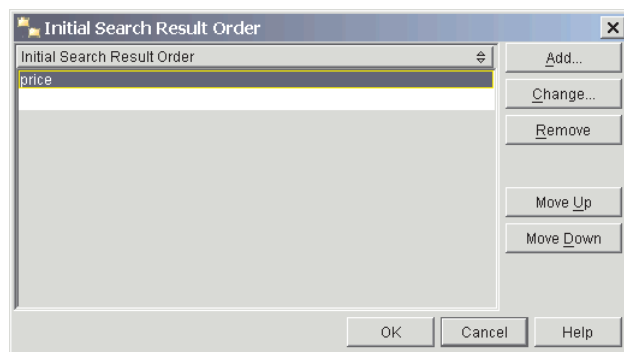 Initial Search Result Order
Initial Search Result Order
Add...
price
Change...
Remove
Move Up
Move Down
OK
Cancel
Help